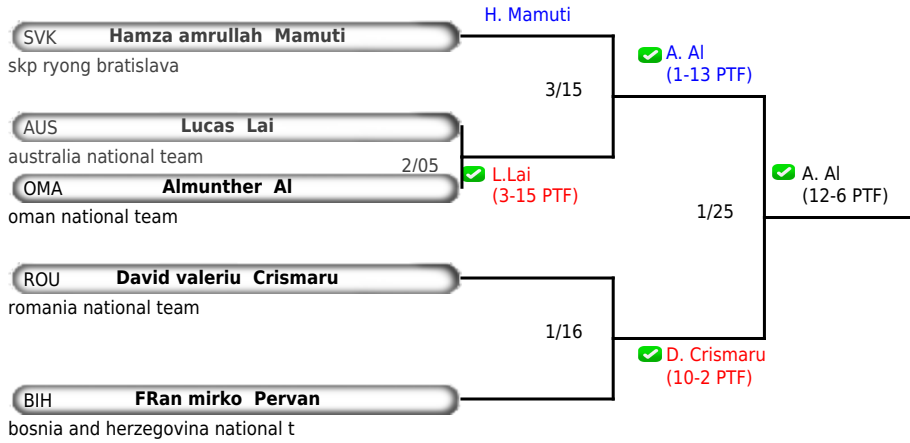 H. Mamuti
SVK Hamza amrullah Mamuti
skp ryong bratislava
A. Al
(1-13 PTF)
3/15
AUS Lucas Lai
australia national team
2/05
L.Lai
(3-15 PTF)
OMA Almunther Al
oman national team
A. Al
(12-6 PTF)
1/25
ROU David valeriu Crismaru
romania national team
1/16
D. Crismaru
(10-2 PTF)
BIH FRan mirko Pervan
bosnia and herzegovina national t